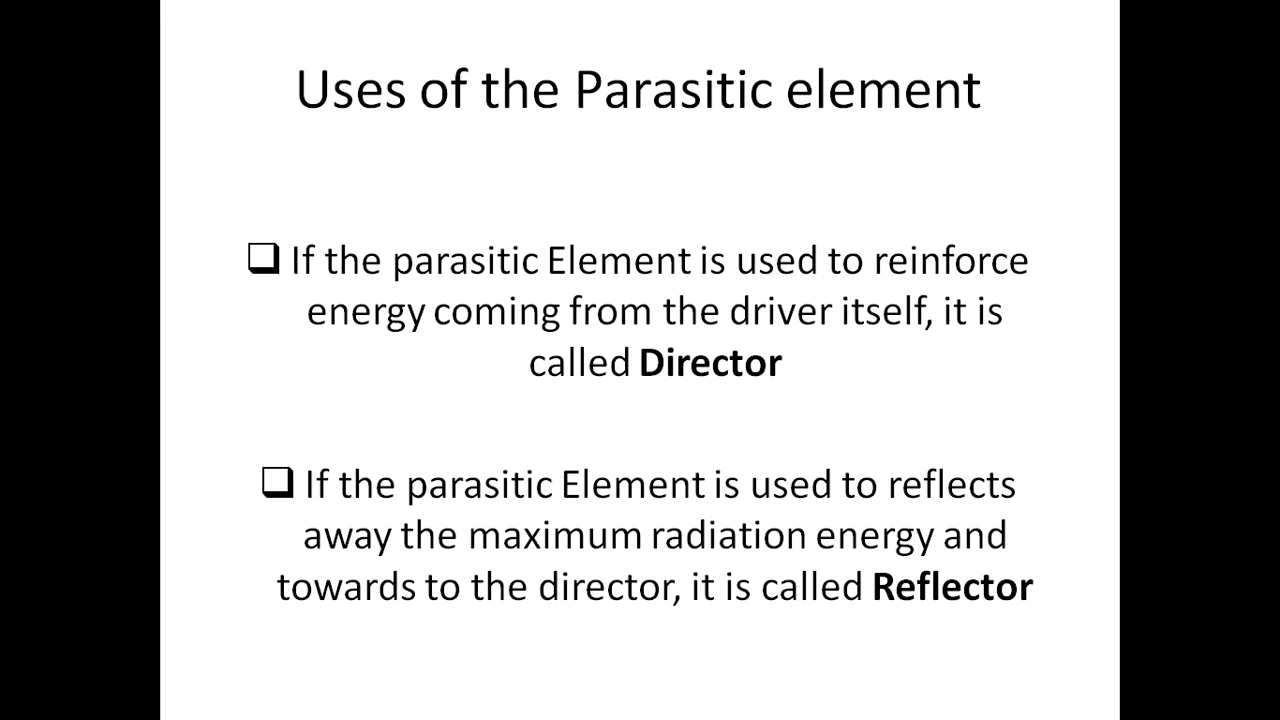 Uses of the Parasitic element
❑ If the parasitic Element is used to reinforce
energy coming from the driver itself, it is
called Director
❑ If the parasitic Element is used to reflects
away the maximum radiation energy and
towards to the director, it is called Reflector